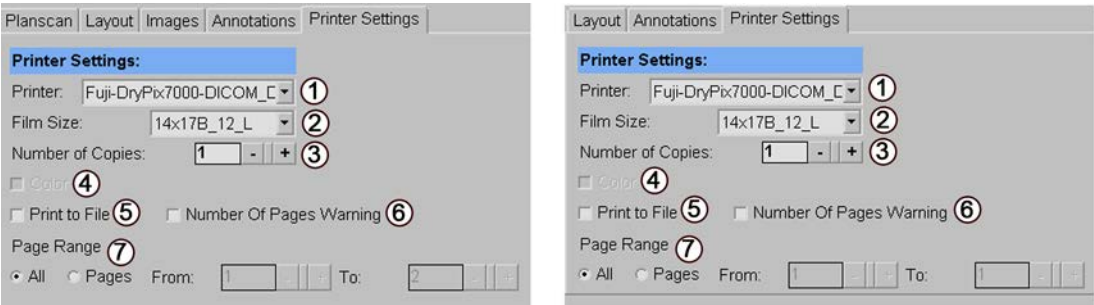 Planscan Layout Images Annotations Printer Settings
Printer Settings:
Printer: Fuji-DryPix7000-DICOM_D 1
Film Size: 14x17B_12_L 2
Number of Copies: 1 - + 3
Color 4
Print to File 5 Number Of Pages Warning 6
Page Range 7
All Pages From: 1 - + To: 2 - +
Layout Annotations Printer Settings
Printer Settings:
Printer: Fuji-DryPix7000-DICOM_D 1
Film Size: 14x17B_12_L 2
Number of Copies: 1 - + 3
Color 4
Print to File 5 Number Of Pages Warning 6
Page Range 7
All Pages From: 1 - + To: 1 - +